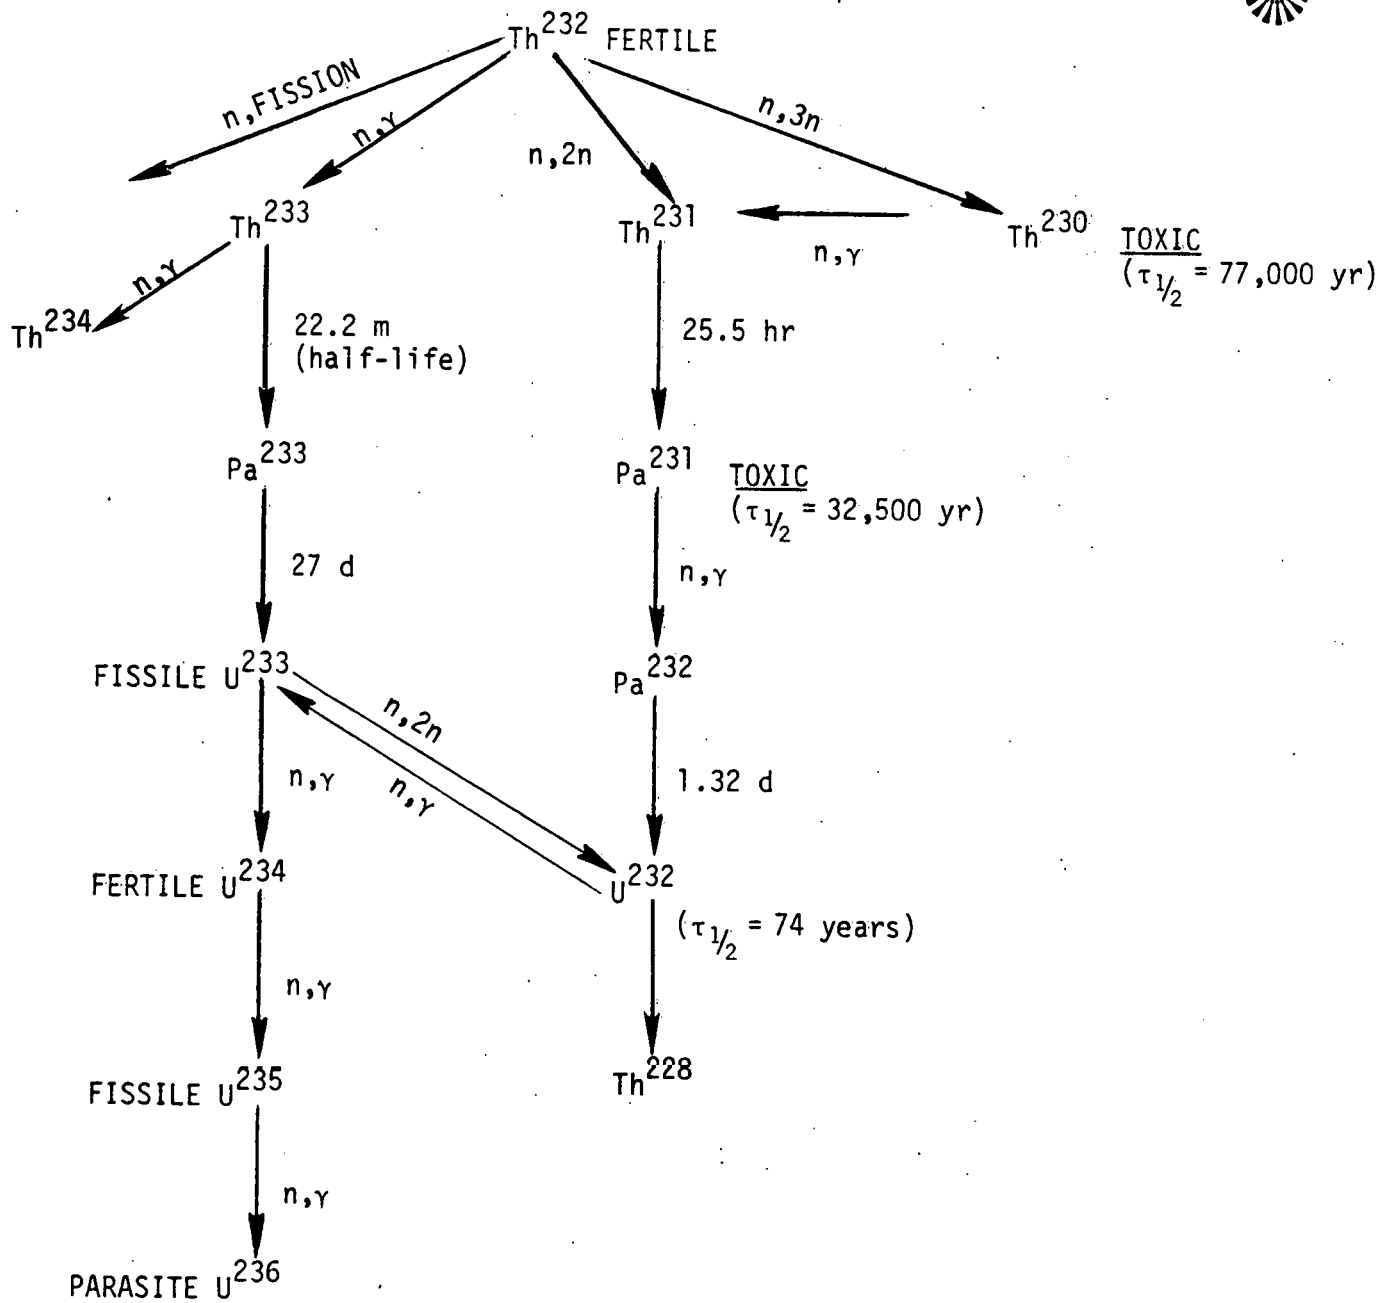 Th²³² FERTILE
n,FISSION
n,γ
n,2n
n,3n
Th²³³
Th²³¹
n,γ
Th²³⁰
TOXIC
(τ1/2 = 77,000 yr)
n,γ
Th²³⁴
22.2 m
(half-life)
25.5 hr
Pa²³³
Pa²³¹
TOXIC
(τ1/2 = 32,500 yr)
27 d
n,γ
FISSILE U²³³
Pa²³²
n,2n
n,γ
n,γ
1.32 d
FERTILE U²³⁴
U²³²
(τ1/2 = 74 years)
n,γ
FISSILE U²³⁵
Th²²⁸
n,γ
PARASITE U²³⁶